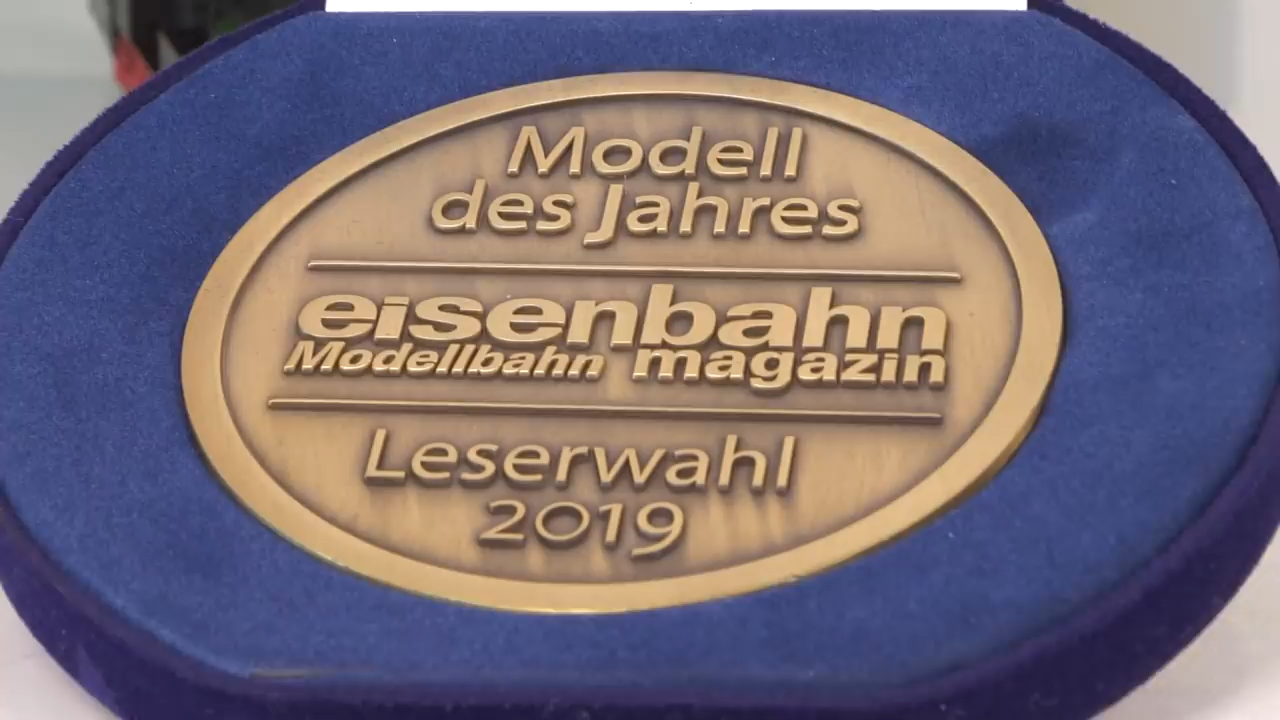 Modell
des Jahres
eisenbahn
Modellbahn magazin
Leserwahl
2019